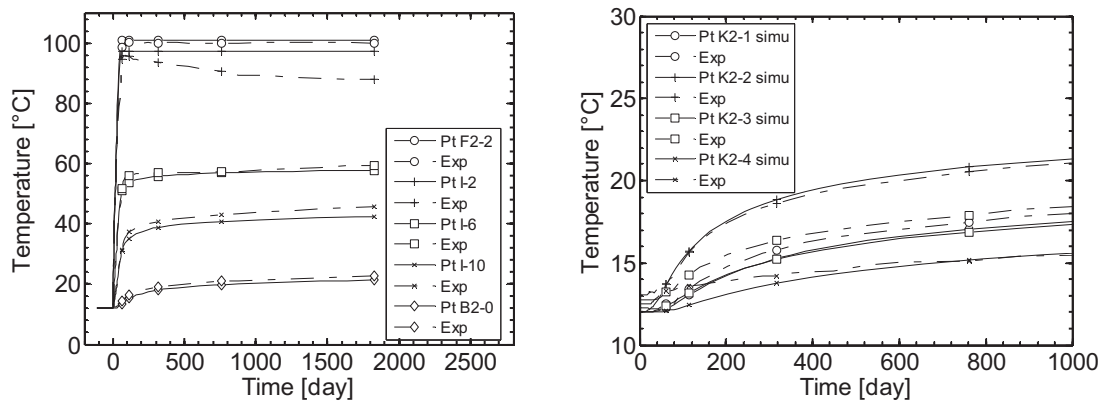 100
80
60
40
20
0
Temperature [°C]
0
500
1000
1500
2000
2500
Time [day]
Pt F2-2
Exp
Pt I-2
Exp
Pt I-6
Exp
Pt I-10
Exp
Pt B2-0
Exp
30
25
20
15
10
Temperature [°C]
0
200
400
600
800
1000
Time [day]
Pt K2-1 simu
Exp
Pt K2-2 simu
Exp
Pt K2-3 simu
Exp
Pt K2-4 simu
Exp